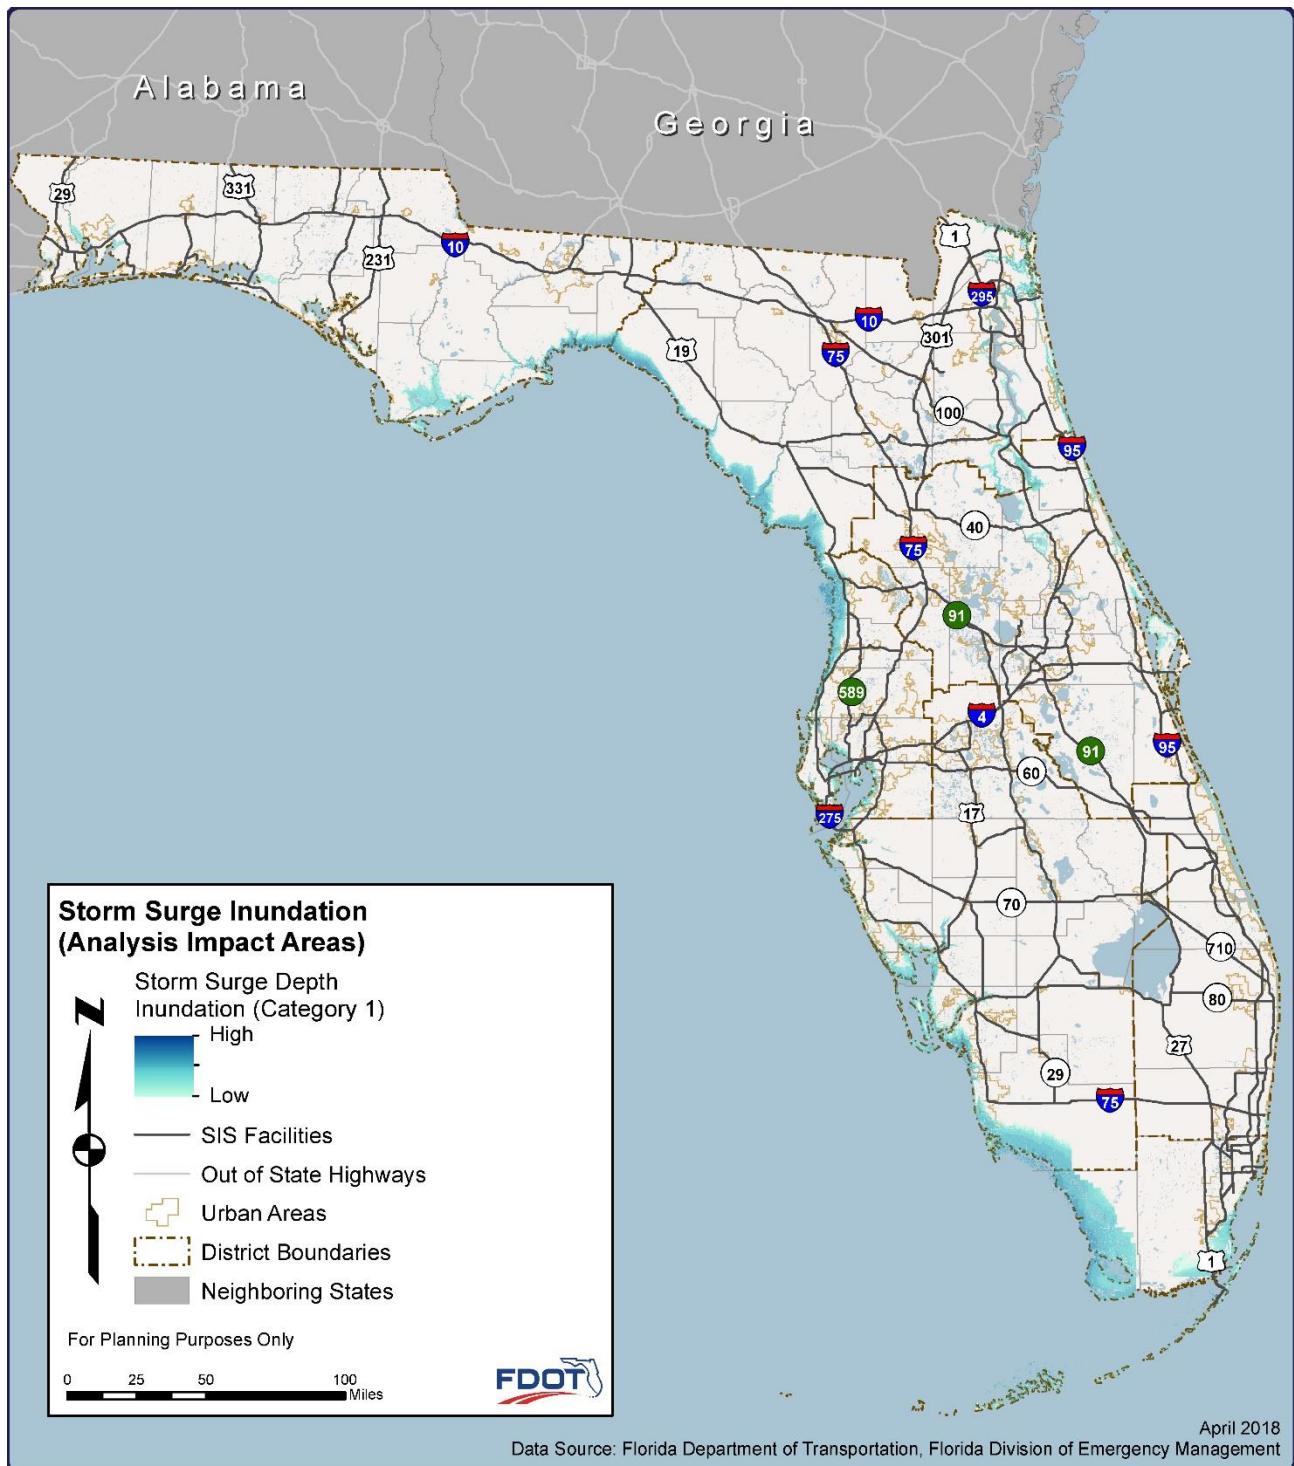 Alabama
Georgia
29
331
231
10
1
295
10
301
75
19
100
95
40
75
91
589
4
95
91
60
275
17
70
710
80
27
29
75
1
Storm Surge Inundation
(Analysis Impact Areas)
Storm Surge Depth
Inundation (Category 1)
High
Low
N
SIS Facilities
Out of State Highways
Urban Areas
District Boundaries
Neighboring States
For Planning Purposes Only
0 25 50 100
Miles
FDOT
April 2018
Data Source: Florida Department of Transportation, Florida Division of Emergency Management